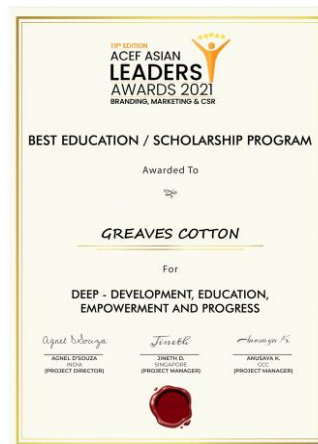 10th EDITION
ACEF ASIAN
LEADERS
AWARDS 2021
BRANDING, MARKETING & CSR
BEST EDUCATION / SCHOLARSHIP PROGRAM
Awarded To
GREAVES COTTON
For
DEEP - DEVELOPMENT, EDUCATION,
EMPOWERMENT AND PROGRESS
Agnel D'Souza Jineth Anusaya K.
AGNEL D'SOUZA JINETH D. ANUSAYA K.
INDIA SINGAPORE GCC
(PROJECT DIRECTOR) (PROJECT MANAGER) (PROJECT MANAGER)